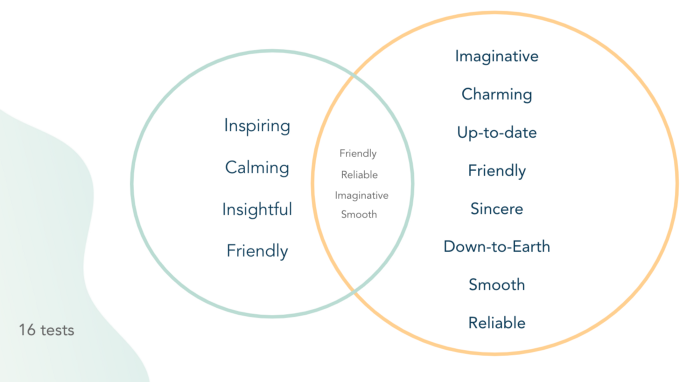 Inspiring
Calming
Insightful
Friendly
Friendly
Reliable
Imaginative
Smooth
Imaginative
Charming
Up-to-date
Friendly
Sincere
Down-to-Earth
Smooth
Reliable
16 tests